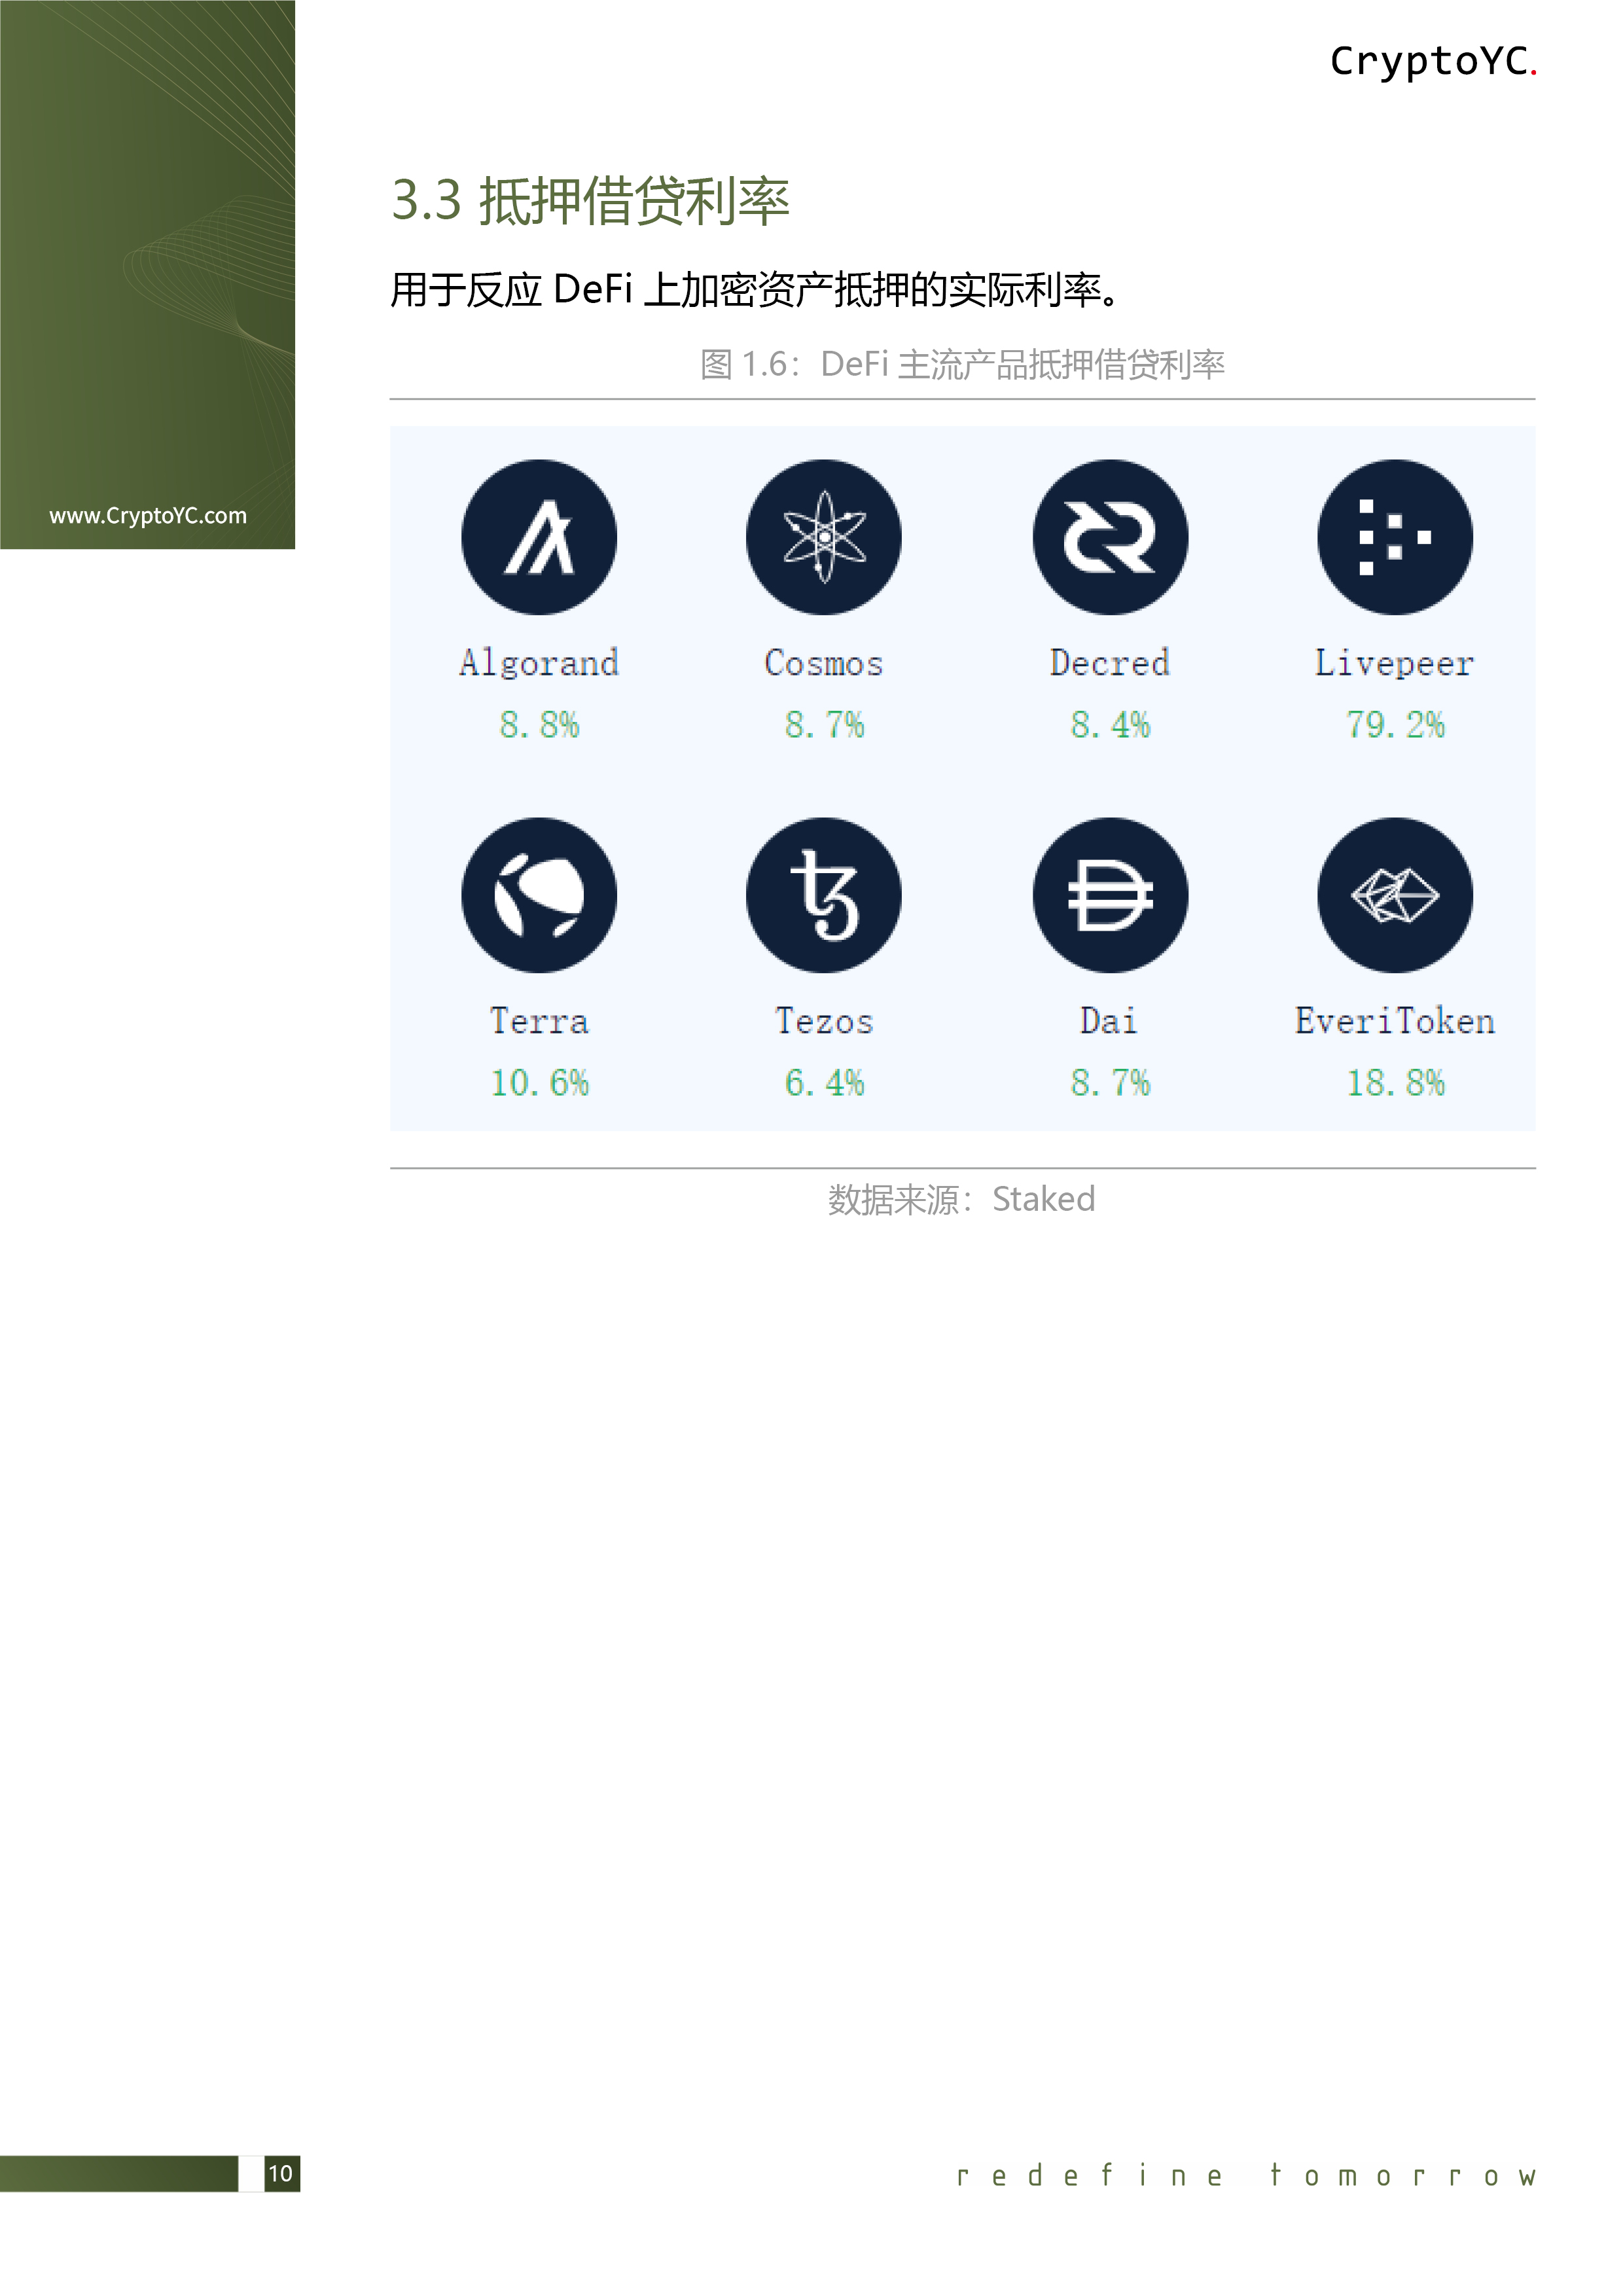 CryptoYC.
www.CryptoYC.com
3.3 抵押借贷利率
用于反应 DeFi 上加密资产抵押的实际利率。
图 1.6：DeFi 主流产品抵押借贷利率
Algorand Cosmos Decred Livepeer
8.8% 8.7% 8.4% 79.2%
Terra Tezos Dai EveriToken
10.6% 6.4% 8.7% 18.8%
数据来源：Staked
10
redefine tomorrow